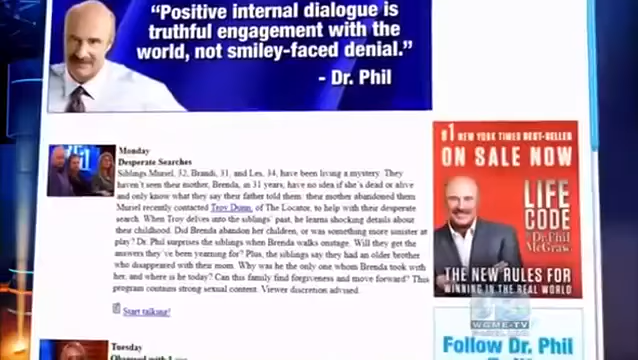 "Positive internal dialogue is
truthful engagement with the
world, not smiley-faced denial."
- Dr. Phil
Monday
Desperate Searches
Siblings Mursel, 32, Brandi, 31, and Les, 34, have been living a mystery. They
haven't seen their mother, Brenda, in 31 years, have no idea if she's dead or alive
and only know what they say their father told them: their mother abandoned them.
Mursel recently contacted Troy Dunn, of The Locator, to help with their desperate
search. When Troy delves into the siblings' past, he learns shocking details about
their childhood. Did Brenda abandon her children, or was something more sinister at
play? Dr. Phil surprises the siblings when Brenda walks onstage. Will they get the
answers they've been yearning for? Plus, the siblings say they had an older brother
who disappeared with their mom. Why was he the only one whom Brenda took with
her, and where is he today? Can this family find forgiveness and move forward? This
program contains strong sexual content. Viewer discretion advised.
Start talking!
Tuesday
Obsessed with
#1 NEW YORK TIMES BEST-SELLER
ON SALE NOW
LIFE
CODE
Dr. Phil
McGraw
THE NEW RULES FOR
WINNING IN THE REAL WORLD
WGME-TV
Follow Dr. Phil